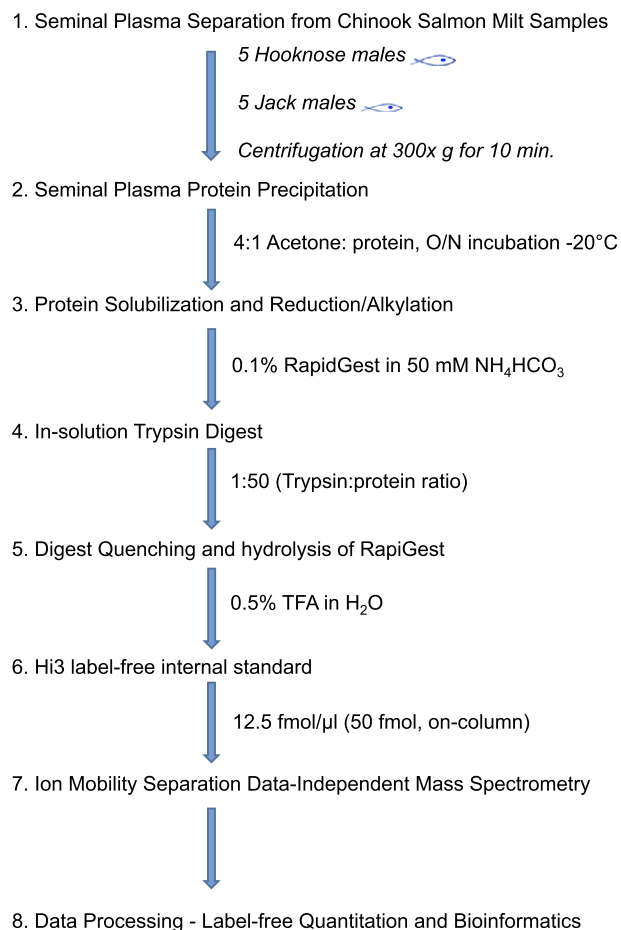 1. Seminal Plasma Separation from Chinook Salmon Milt Samples
5 Hooknose males
5 Jack males
Centrifugation at 300x g for 10 min.
2. Seminal Plasma Protein Precipitation
4:1 Acetone: protein, O/N incubation -20°C
3. Protein Solubilization and Reduction/Alkylation
0.1% RapidGest in 50 mM NH₄HCO₃
4. In-solution Trypsin Digest
1:50 (Trypsin:protein ratio)
5. Digest Quenching and hydrolysis of RapiGest
0.5% TFA in H₂O
6. Hi3 label-free internal standard
12.5 fmol/µl (50 fmol, on-column)
7. Ion Mobility Separation Data-Independent Mass Spectrometry
8. Data Processing - Label-free Quantitation and Bioinformatics